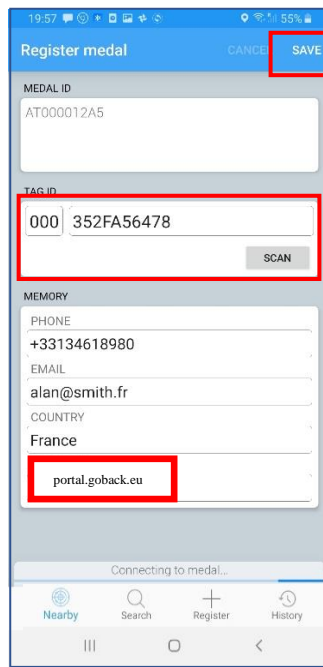 19:57 55%
Register medal CANCEL SAVE
MEDAL ID
AT000012A5
TAG ID
000 352FA56478
SCAN
MEMORY
PHONE
+33134618980
EMAIL
alan@smith.fr
COUNTRY
France
portal.goback.eu
Connecting to medal...
Nearby Search Register History